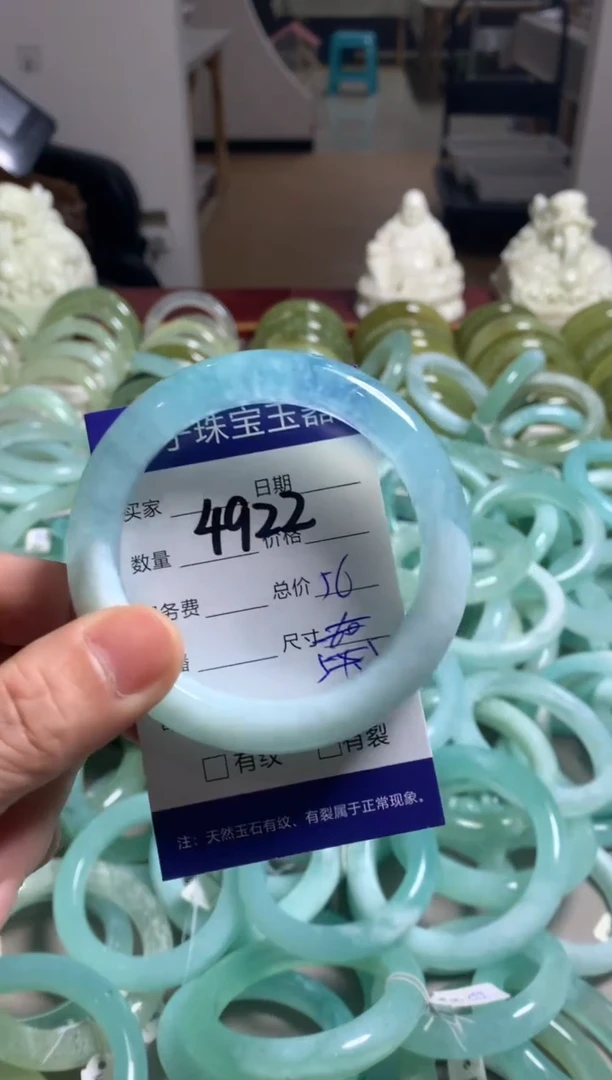 珠宝玉器
买家 日期
4922
数量 价格
务费 总价 56
尺寸
有纹 有裂
注：天然玉石有纹、有裂属于正常现象。